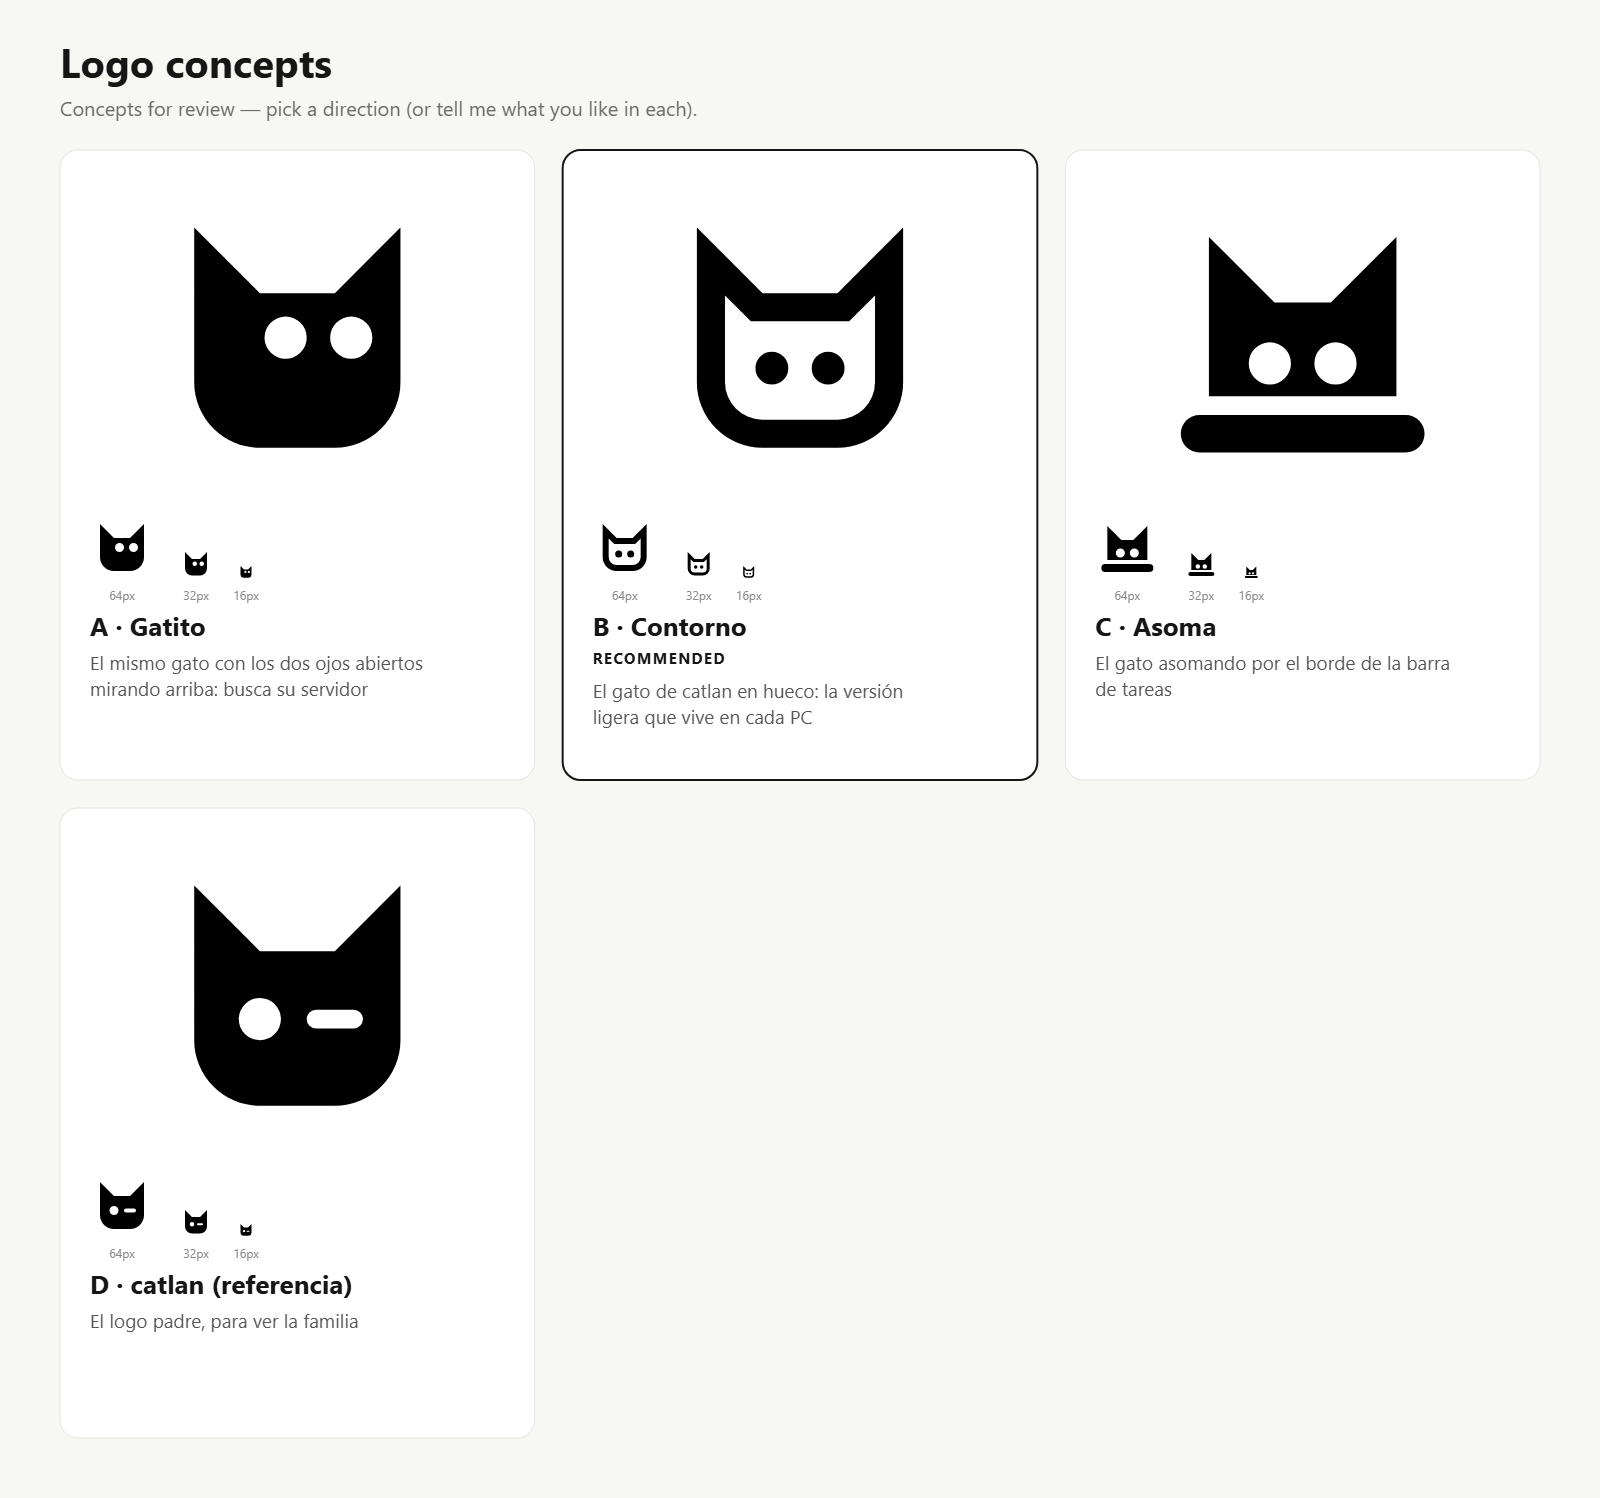 Logo concepts
Concepts for review — pick a direction (or tell me what you like in each).
64px 32px 16px
A · Gatito
El mismo gato con los dos ojos abiertos
mirando arriba: busca su servidor
64px 32px 16px
B · Contorno
RECOMMENDED
El gato de catlan en hueco: la versión
ligera que vive en cada PC
64px 32px 16px
C · Asoma
El gato asomando por el borde de la barra
de tareas
64px 32px 16px
D · catlan (referencia)
El logo padre, para ver la familia